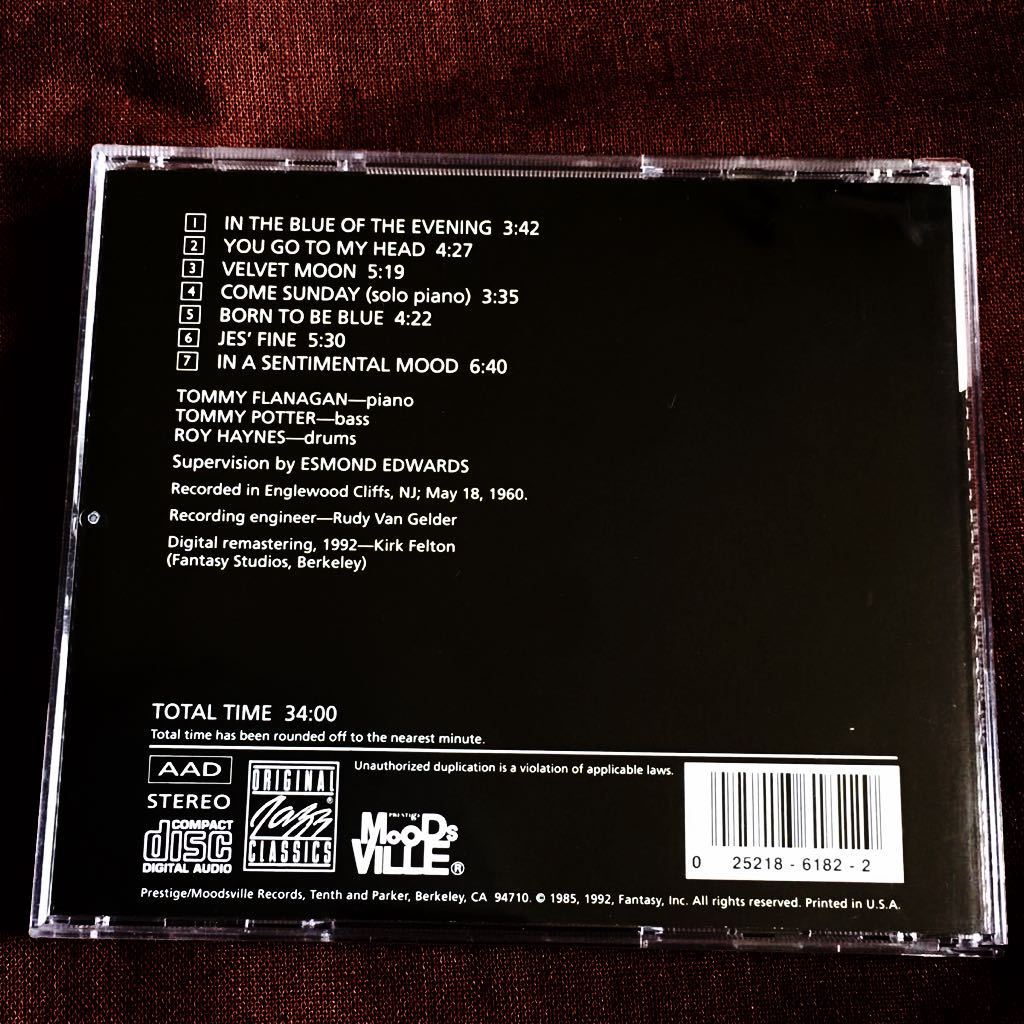 1 IN THE BLUE OF THE EVENING 3:42
2 YOU GO TO MY HEAD 4:27
3 VELVET MOON 5:19
4 COME SUNDAY (solo piano) 3:35
5 BORN TO BE BLUE 4:22
6 JES' FINE 5:30
7 IN A SENTIMENTAL MOOD 6:40
TOMMY FLANAGAN—piano
TOMMY POTTER—bass
ROY HAYNES—drums
Supervision by ESMOND EDWARDS
Recorded in Englewood Cliffs, NJ; May 18, 1960.
Recording engineer—Rudy Van Gelder
Digital remastering, 1992—Kirk Felton
(Fantasy Studios, Berkeley)
TOTAL TIME 34:00
Total time has been rounded off to the nearest minute.
AAD
STEREO
COMPACT
disc
DIGITAL AUDIO
ORIGINAL
Jazz
CLASSICS
®
Unauthorized duplication is a violation of applicable laws.
PRESTIGE
MOODS
VILLE®
0 25218 - 6182 - 2
Prestige/Moodsville Records, Tenth and Parker, Berkeley, CA 94710. © 1985, 1992, Fantasy, Inc. All rights reserved. Printed in U.S.A.